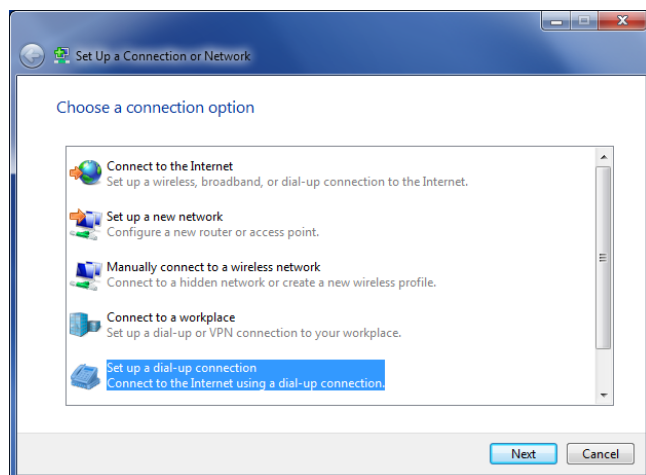 Set Up a Connection or Network
Choose a connection option
Connect to the Internet
Set up a wireless, broadband, or dial-up connection to the Internet.
Set up a new network
Configure a new router or access point.
Manually connect to a wireless network
Connect to a hidden network or create a new wireless profile.
Connect to a workplace
Set up a dial-up or VPN connection to your workplace.
Set up a dial-up connection
Connect to the Internet using a dial-up connection.
Next Cancel